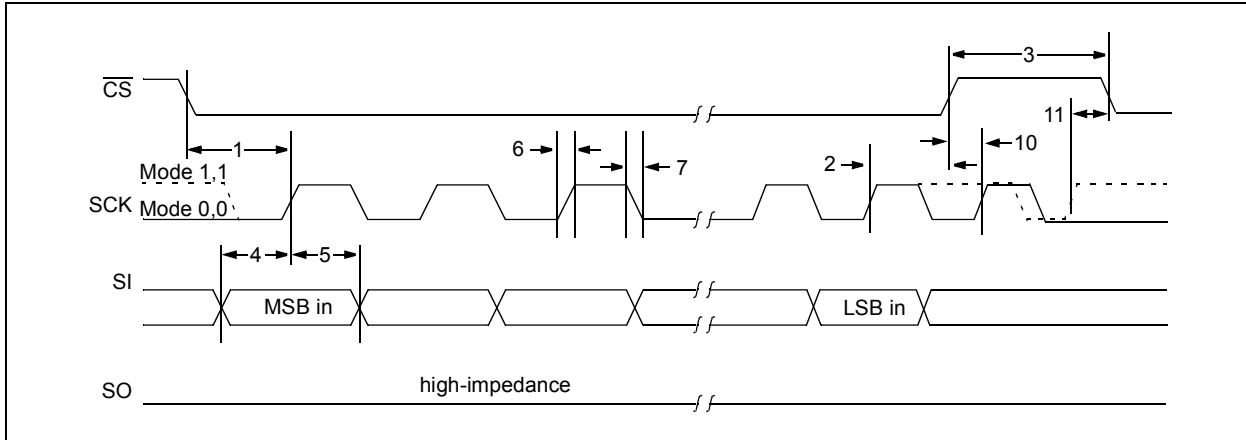 3
CS
11
1
6
10
Mode 1,1
2
7
SCK
Mode 0,0
4
5
SI
MSB in
LSB in
high-impedance
SO